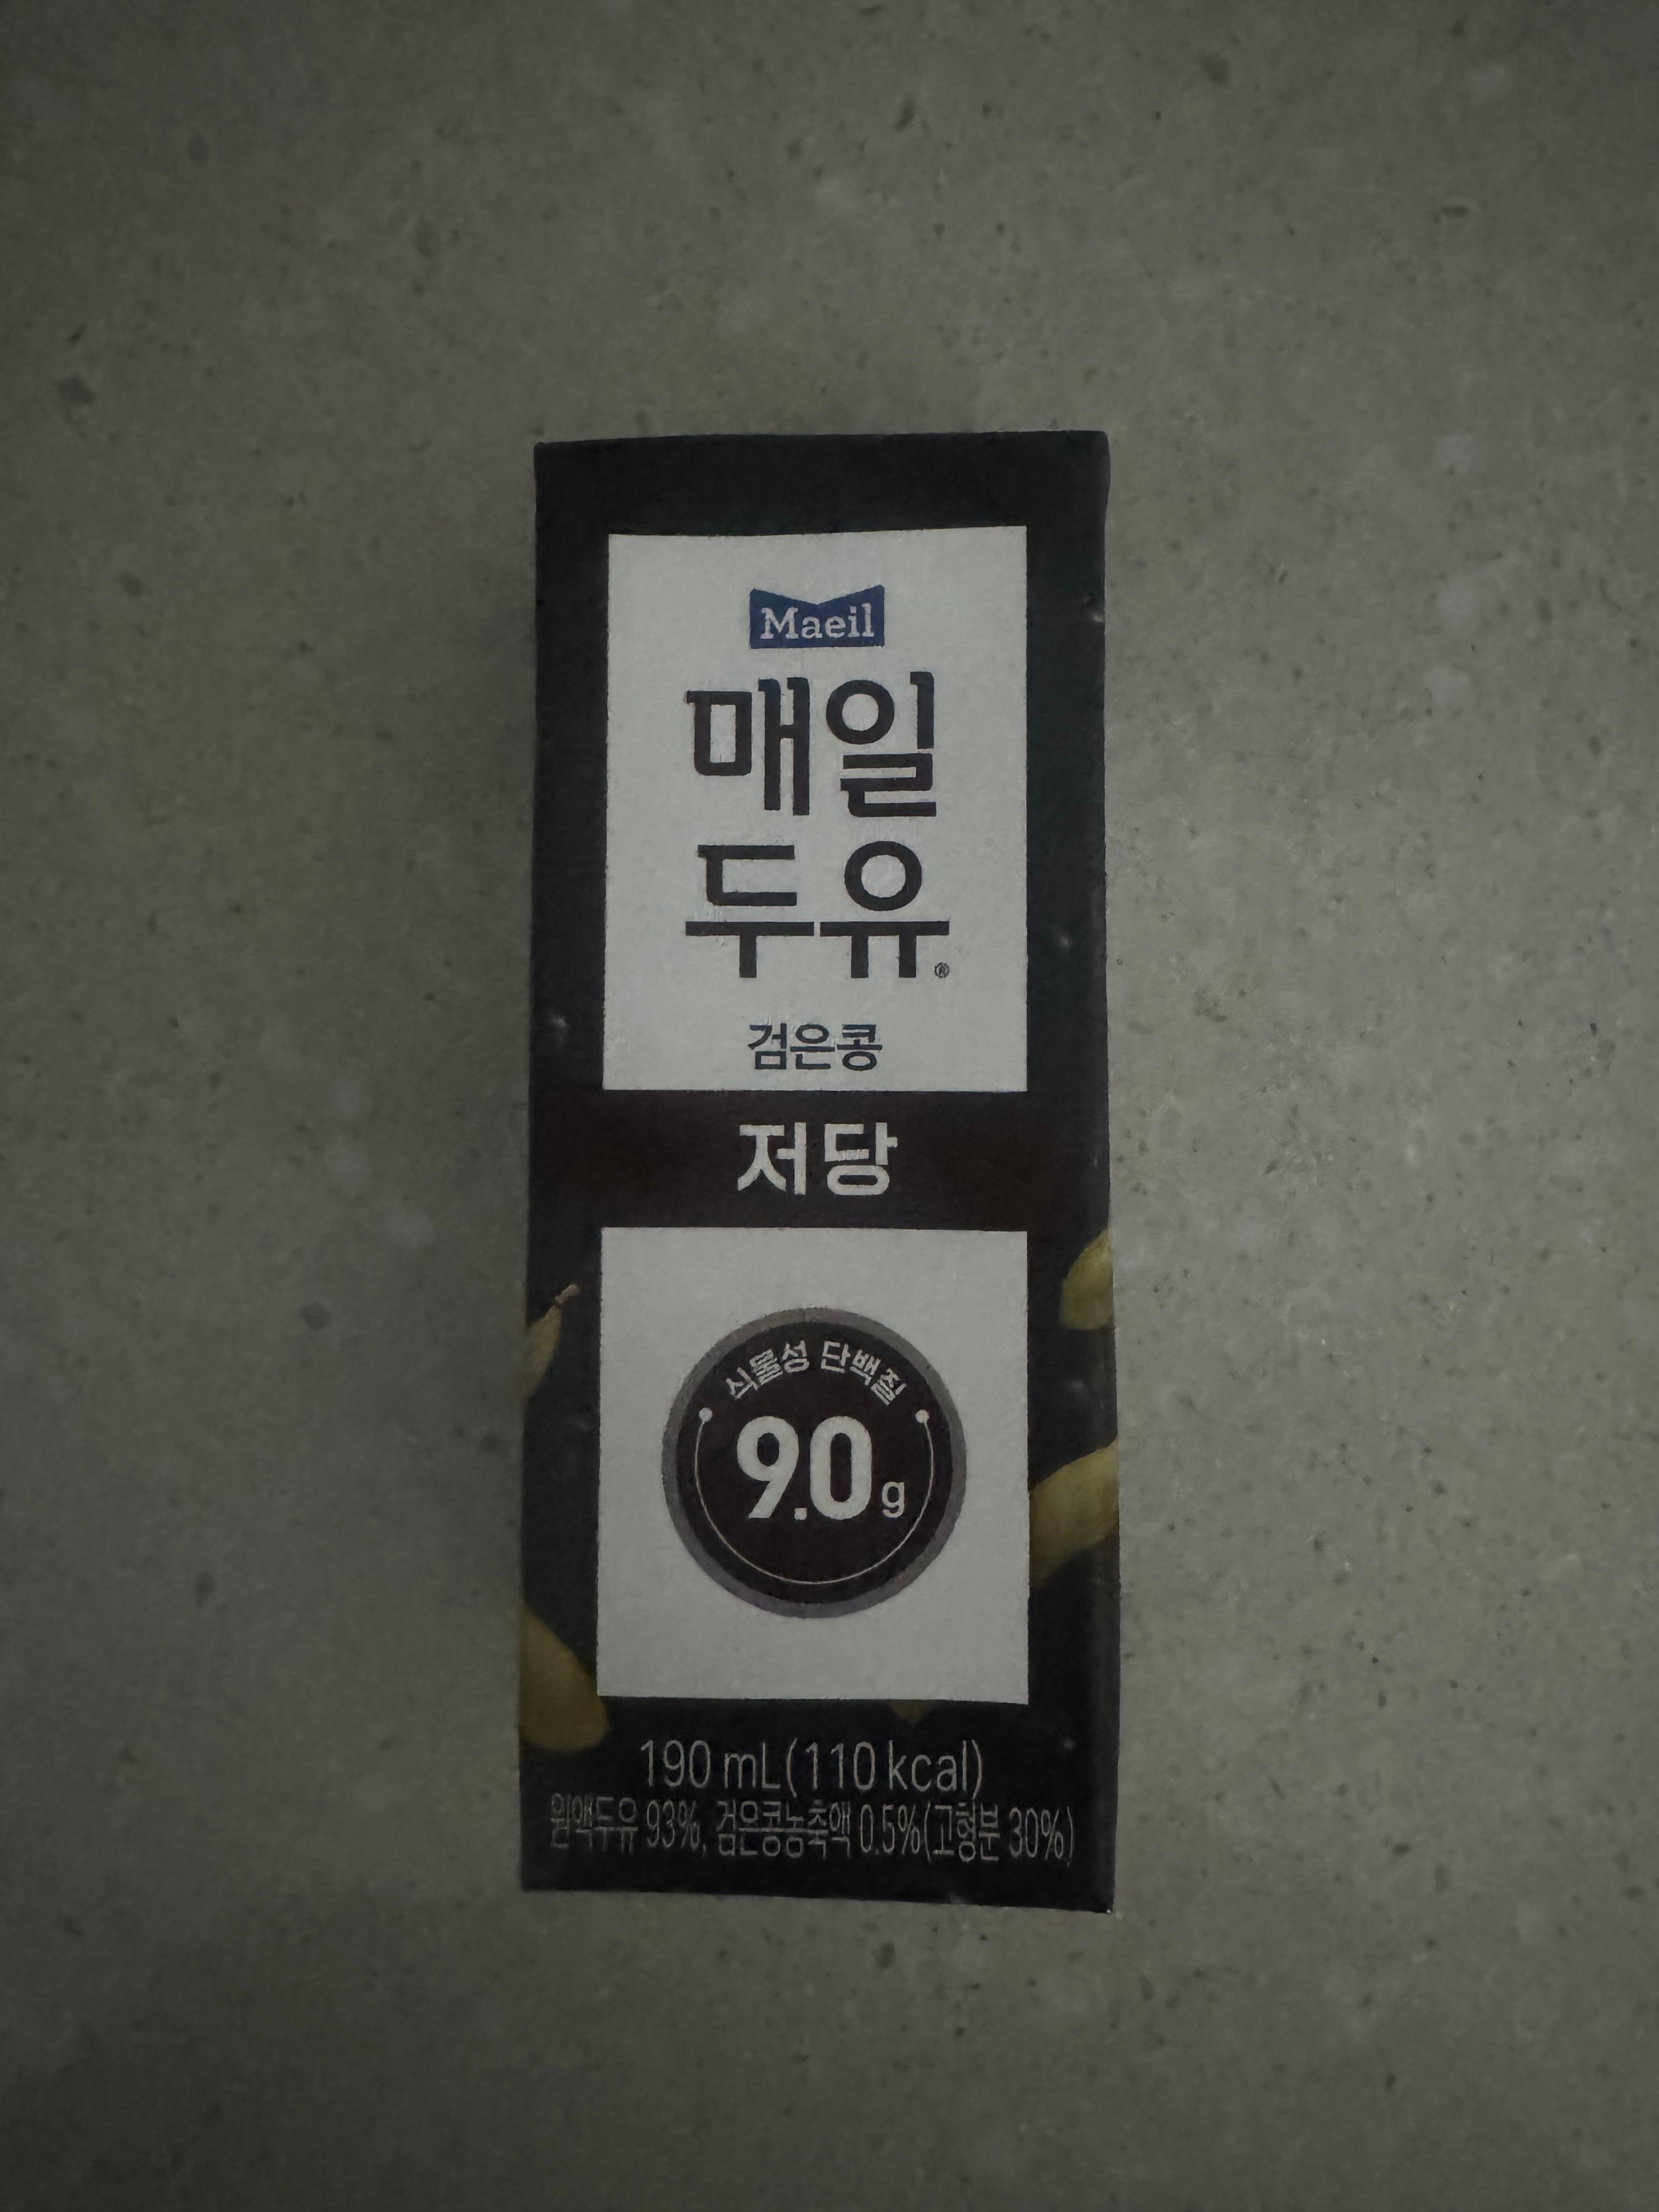 Maeil
매일
두유®
검은콩
저당
식물성 단백질
9.0 g
190 mL(110 kcal)
원액두유 93%, 검은콩농축액 0.5%(고형분 30%)